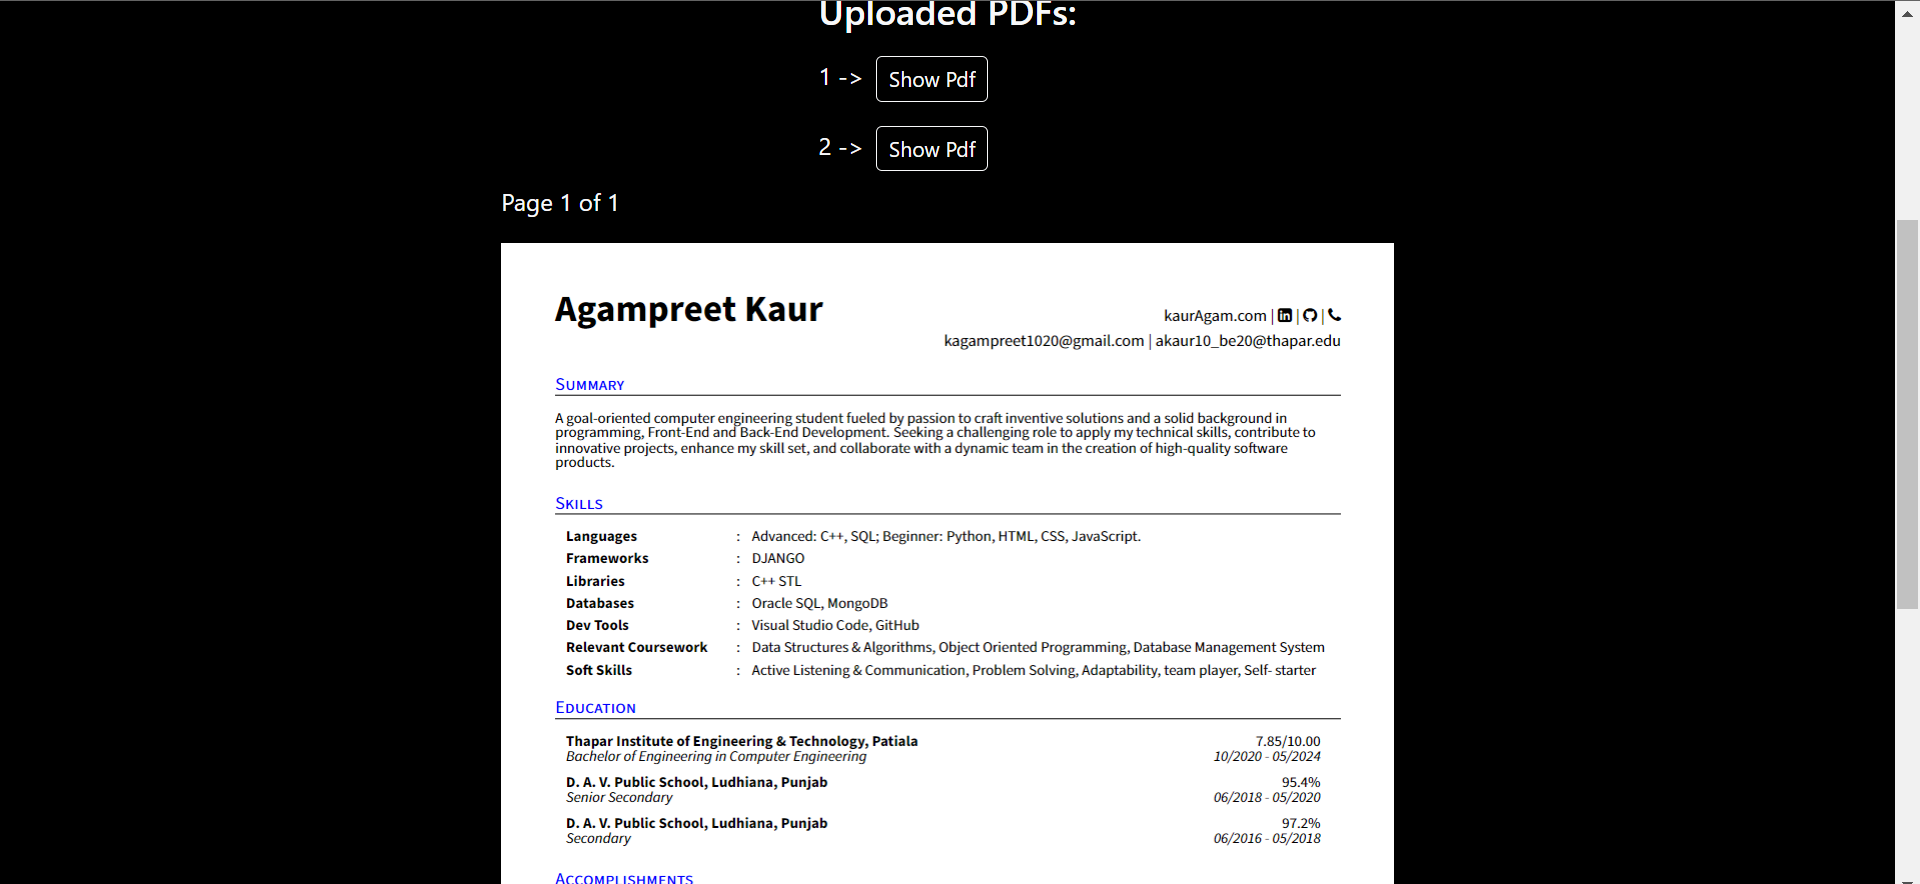 Uploaded PDFs:
1 -> Show Pdf
2 -> Show Pdf
Page 1 of 1
Agampreet Kaur
kaurAgam.com | | |
kagampreet1020@gmail.com | akaur10_be20@thapar.edu
SUMMARY
A goal-oriented computer engineering student fueled by passion to craft inventive solutions and a solid background in
programming, Front-End and Back-End Development. Seeking a challenging role to apply my technical skills, contribute to
innovative projects, enhance my skill set, and collaborate with a dynamic team in the creation of high-quality software
products.
SKILLS
Languages : Advanced: C++, SQL; Beginner: Python, HTML, CSS, JavaScript.
Frameworks : DJANGO
Libraries : C++ STL
Databases : Oracle SQL, MongoDB
Dev Tools : Visual Studio Code, GitHub
Relevant Coursework : Data Structures & Algorithms, Object Oriented Programming, Database Management System
Soft Skills : Active Listening & Communication, Problem Solving, Adaptability, team player, Self- starter
EDUCATION
Thapar Institute of Engineering & Technology, Patiala 7.85/10.00
Bachelor of Engineering in Computer Engineering 10/2020 - 05/2024
D. A. V. Public School, Ludhiana, Punjab 95.4%
Senior Secondary 06/2018 - 05/2020
D. A. V. Public School, Ludhiana, Punjab 97.2%
Secondary 06/2016 - 05/2018
ACCOMPLISHMENTS